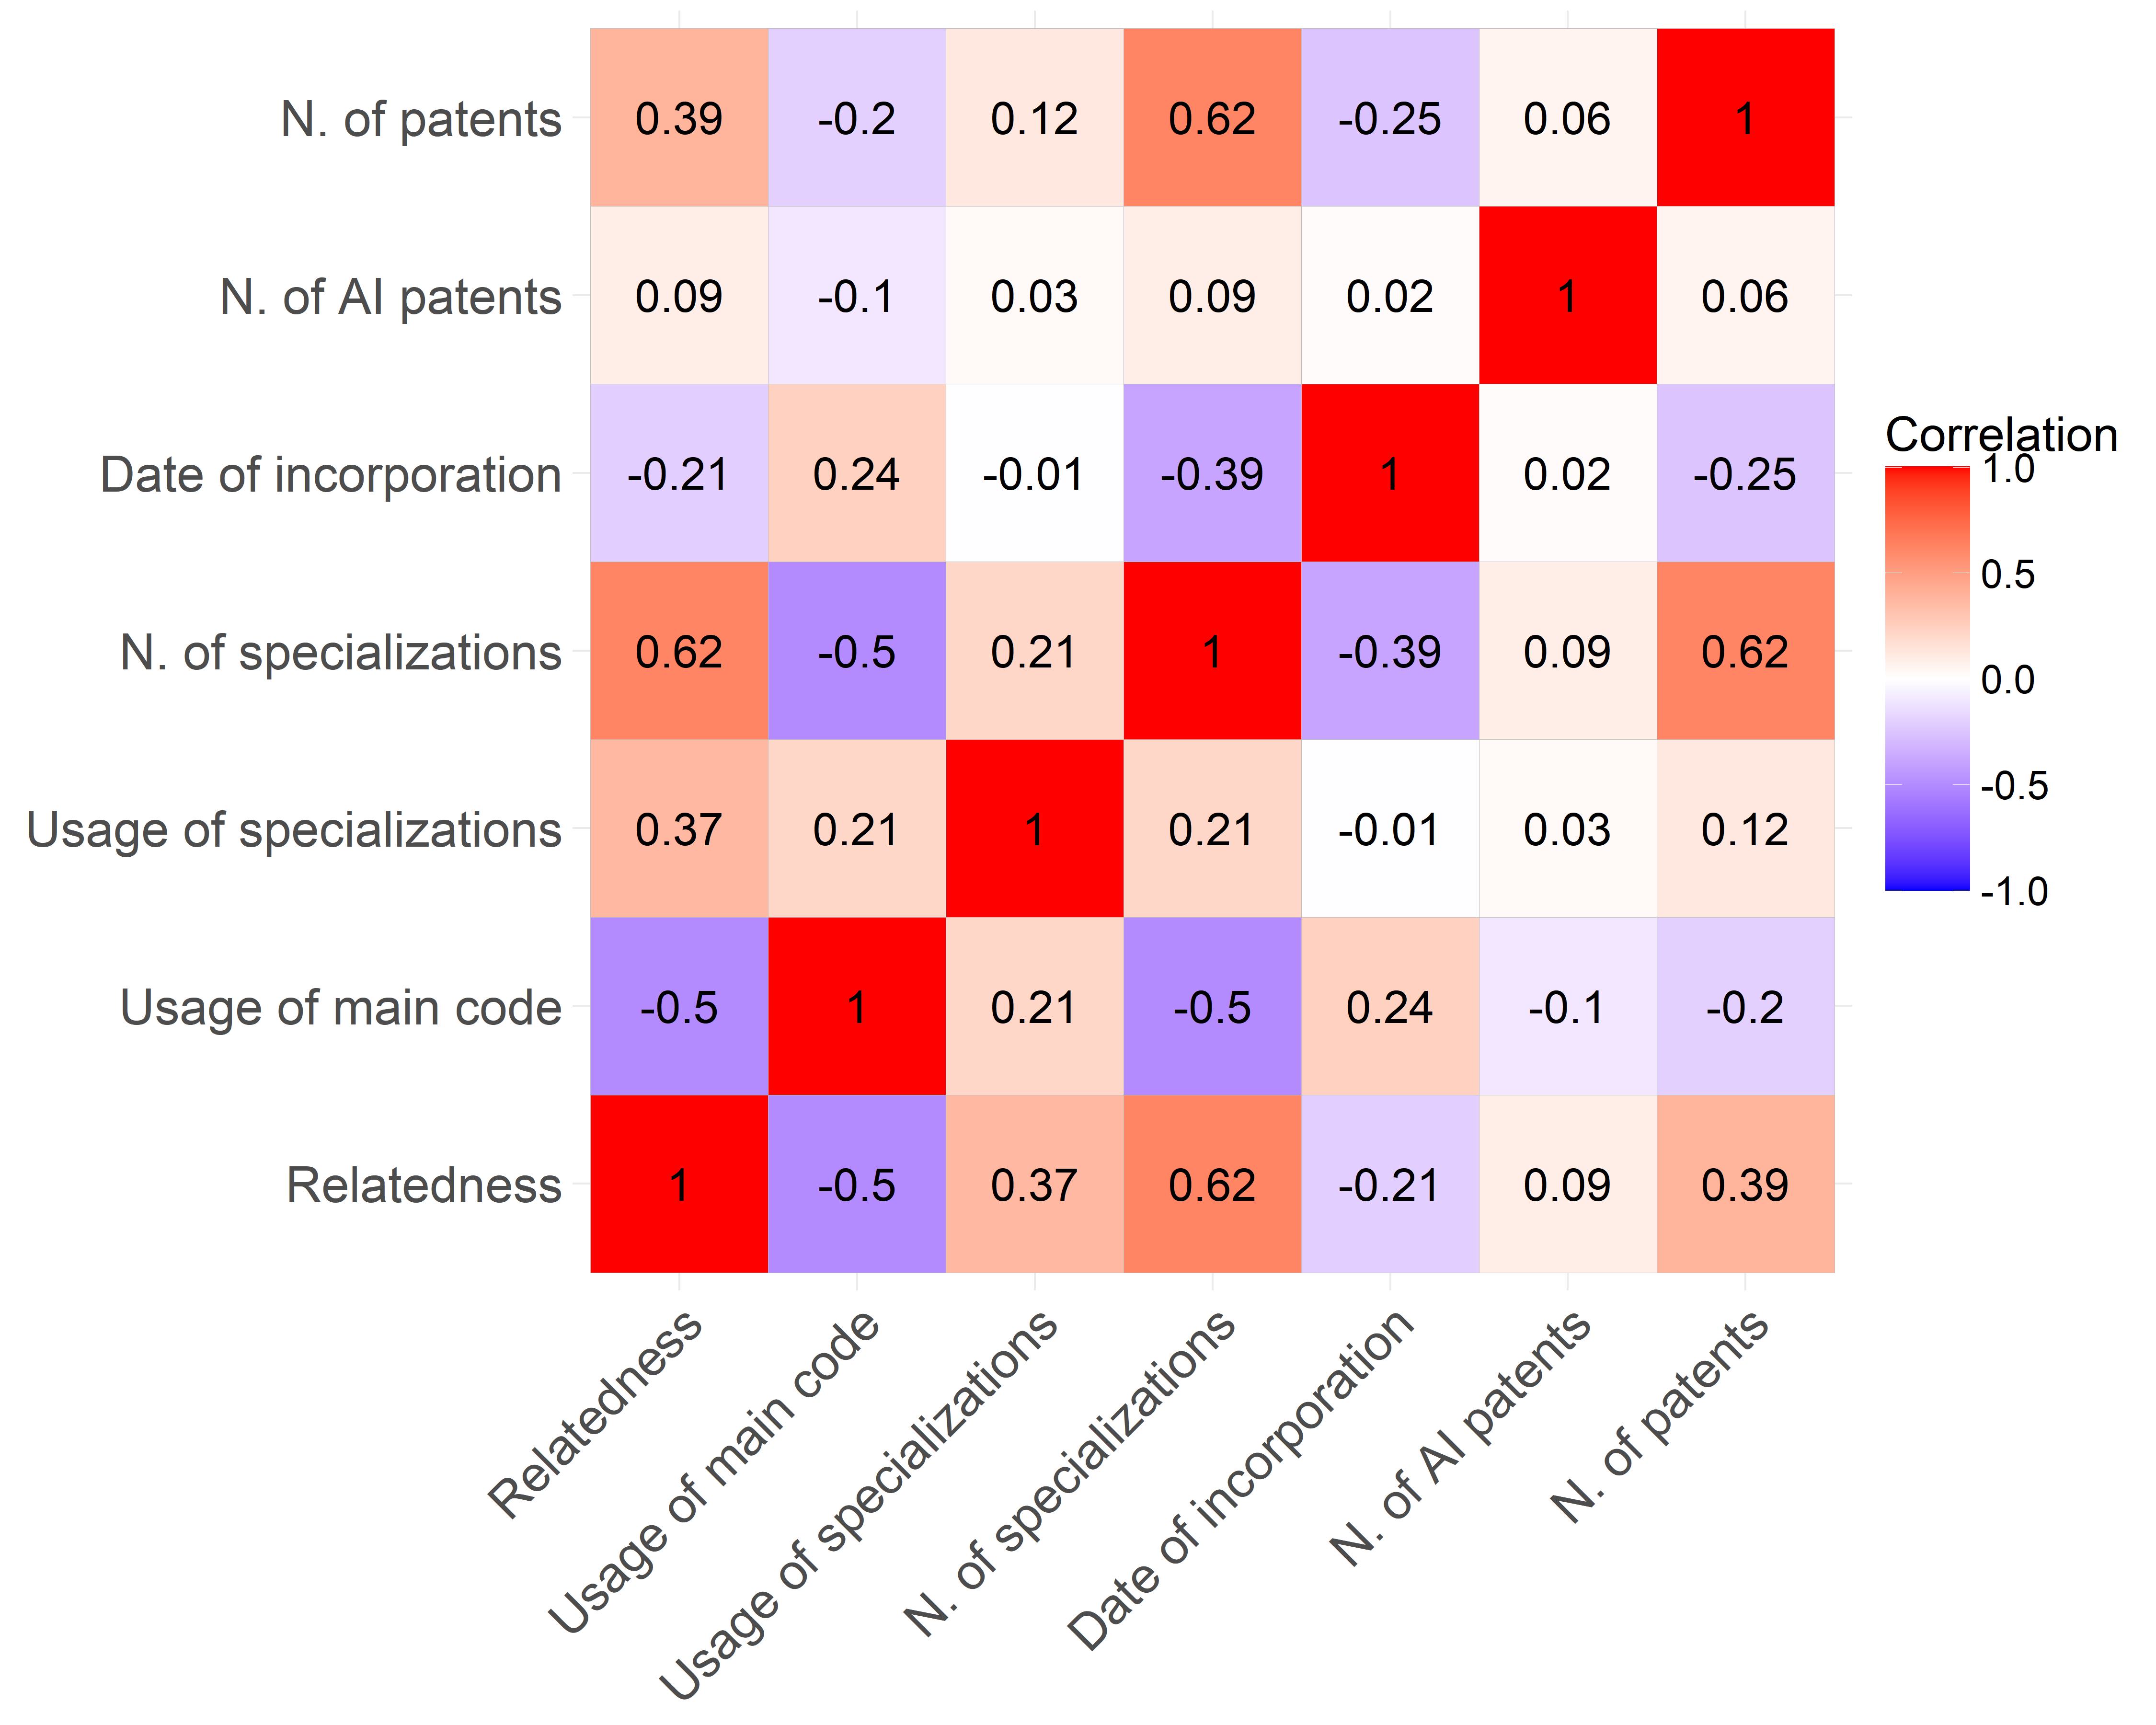 N. of patents 0.39 -0.2 0.12 0.62 -0.25 0.06 1
N. of AI patents 0.09 -0.1 0.03 0.09 0.02 1 0.06
Date of incorporation -0.21 0.24 -0.01 -0.39 1 0.02 -0.25
N. of specializations 0.62 -0.5 0.21 1 -0.39 0.09 0.62
Usage of specializations 0.37 0.21 1 0.21 -0.01 0.03 0.12
Usage of main code -0.5 1 0.21 -0.5 0.24 -0.1 -0.2
Relatedness 1 -0.5 0.37 0.62 -0.21 0.09 0.39
Relatedness
Usage of main code
Usage of specializations
N. of specializations
Date of incorporation
N. of AI patents
N. of patents
Correlation
1.0
0.5
0.0
-0.5
-1.0